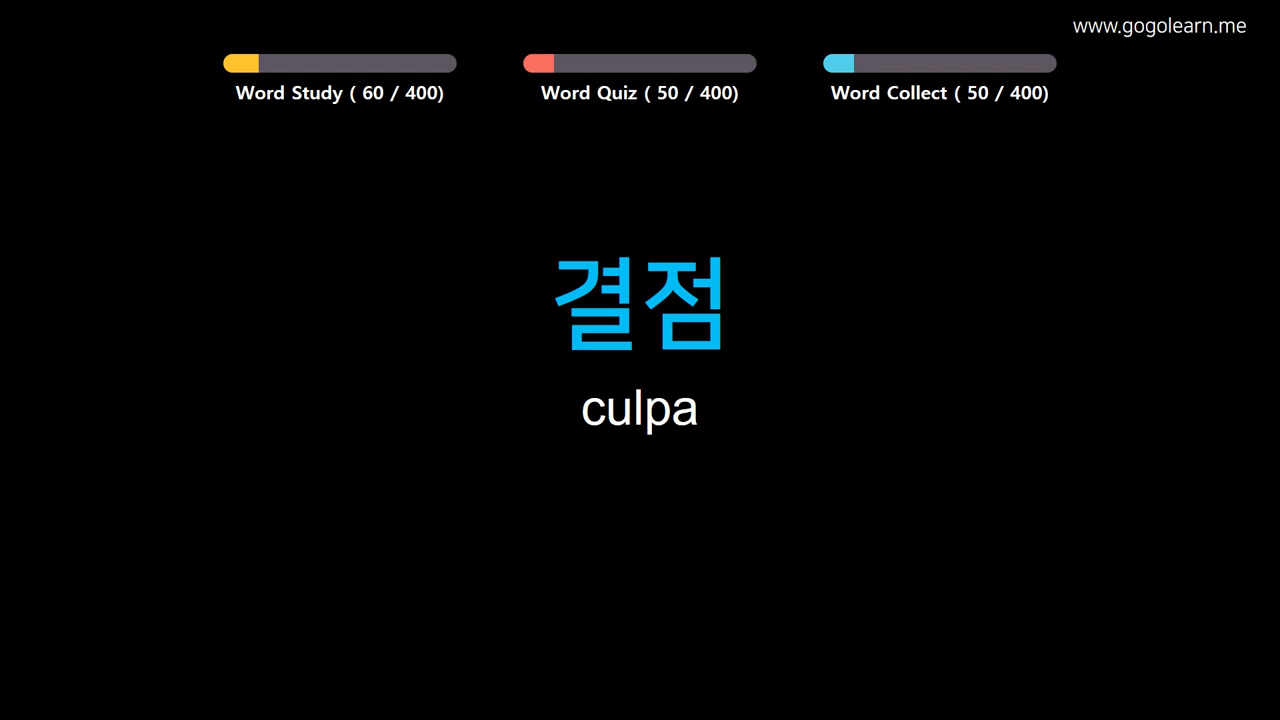 www.gogolearn.me
Word Study ( 60 / 400)
Word Quiz ( 50 / 400)
Word Collect ( 50 / 400)
결점
culpa